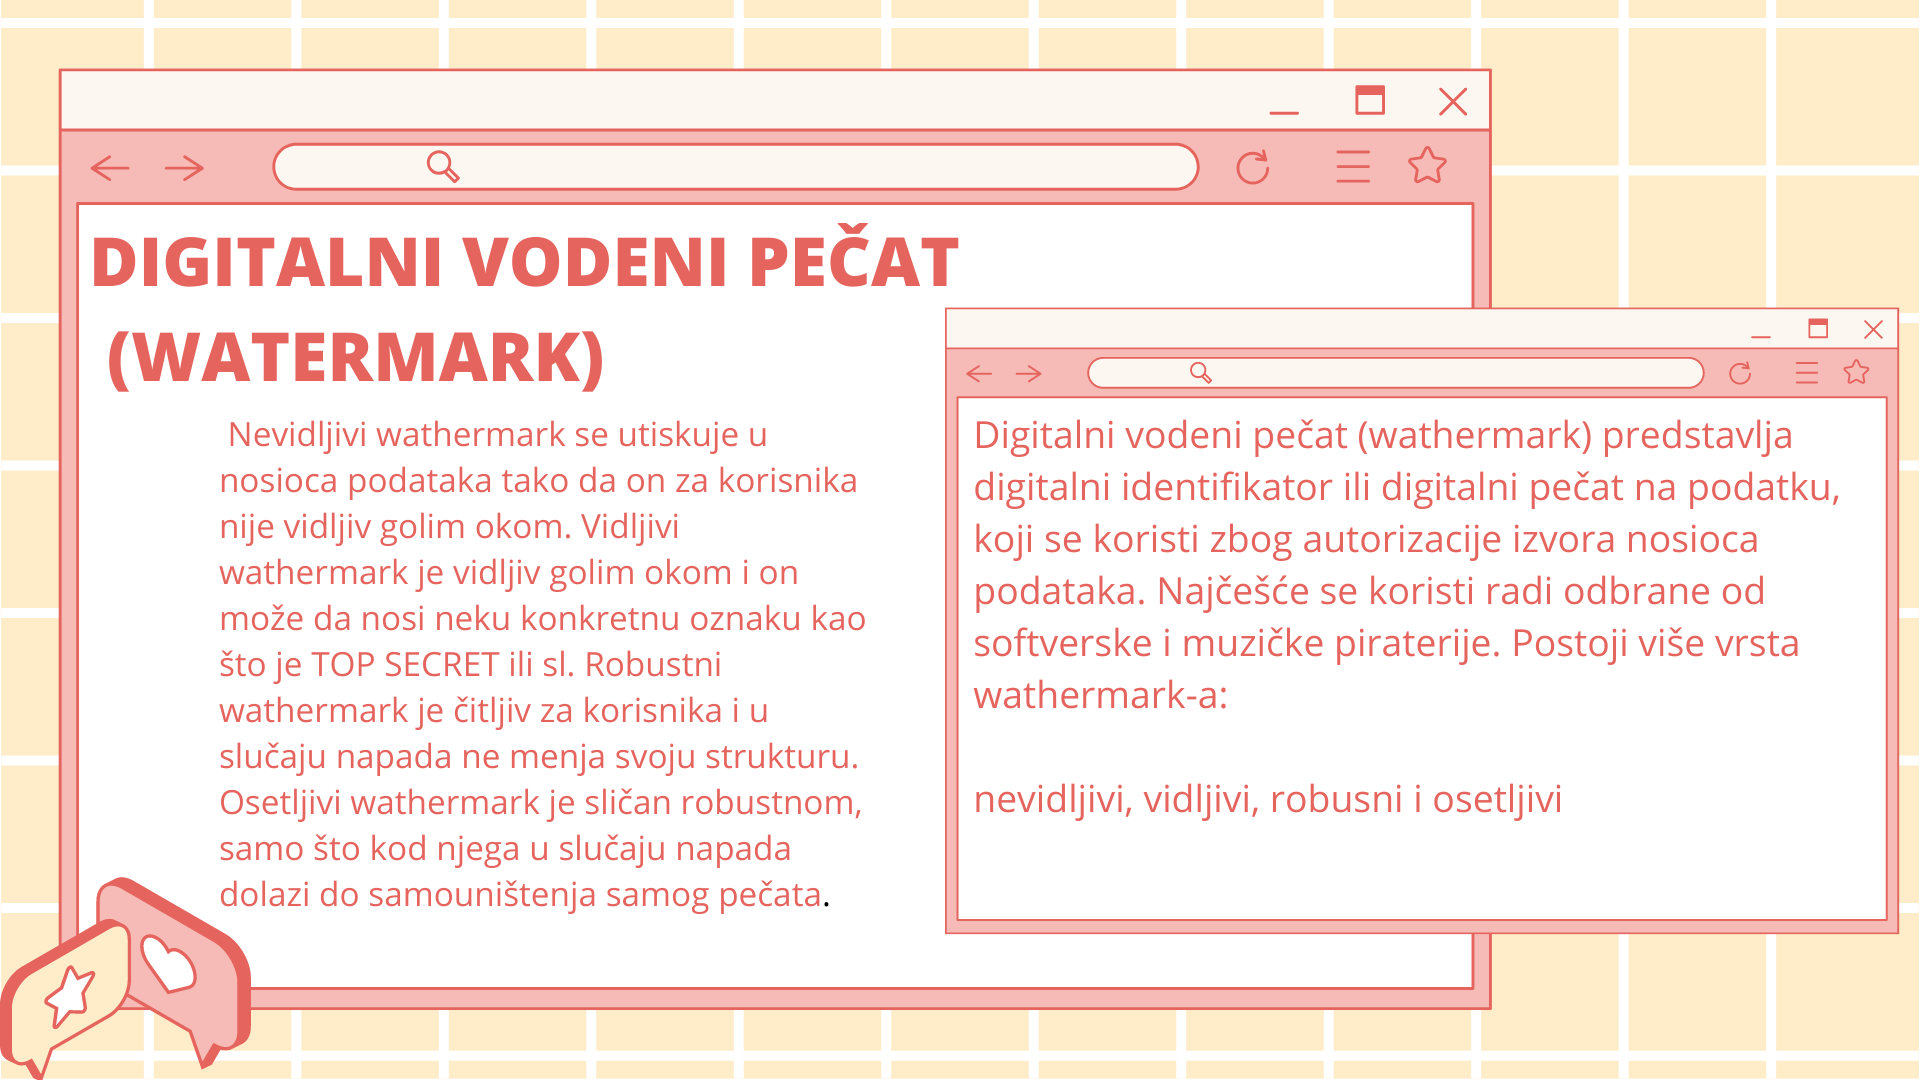 DIGITALNI VODENI PEČAT
(WATERMARK)
Nevidljivi wathermark se utiskuje u
nosioca podataka tako da on za korisnika
nije vidljiv golim okom. Vidljivi
wathermark je vidljiv golim okom i on
može da nosi neku konkretnu oznaku kao
što je TOP SECRET ili sl. Robustni
wathermark je čitljiv za korisnika i u
slučaju napada ne menja svoju strukturu.
Osetljivi wathermark je sličan robustnom,
samo što kod njega u slučaju napada
dolazi do samouništenja samog pečata.
Digitalni vodeni pečat (wathermark) predstavlja
digitalni identifikator ili digitalni pečat na podatku,
koji se koristi zbog autorizacije izvora nosioca
podataka. Najčešće se koristi radi odbrane od
softverske i muzičke piraterije. Postoji više vrsta
wathermark-a:
nevidljivi, vidljivi, robusni i osetljivi